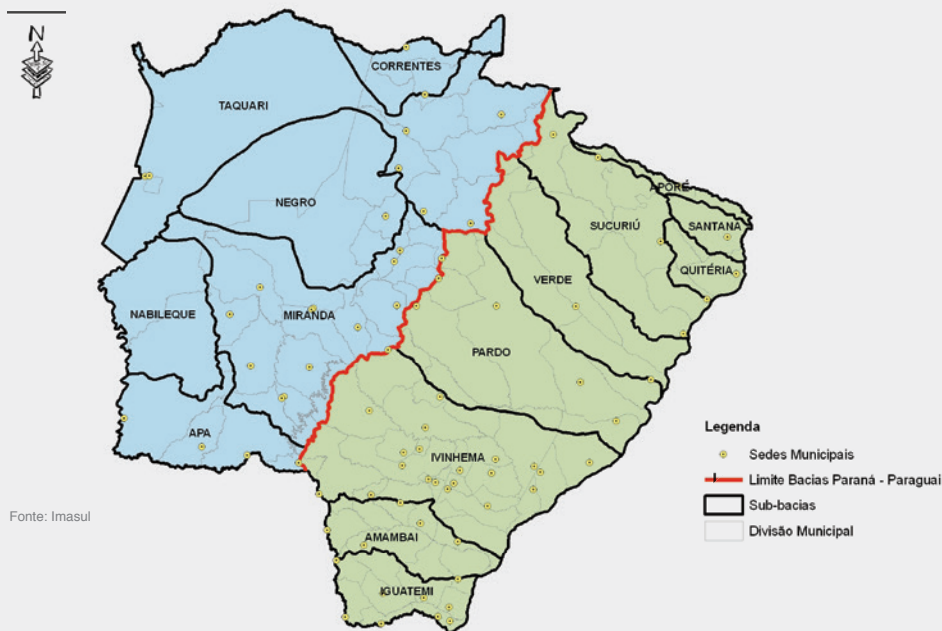 N
CORRENTES
TAQUARI
NEGRO
APORÉ
SUCURIÚ
SANTANA
QUITÉRIA
VERDE
NABILEQUE
MIRANDA
PARDO
APA
IVINHEMA
AMAMBAI
IGUATEMI
Legenda
Sedes Municipais
Limite Bacias Paraná - Paraguai
Sub-bacias
Divisão Municipal
Fonte: Imasul